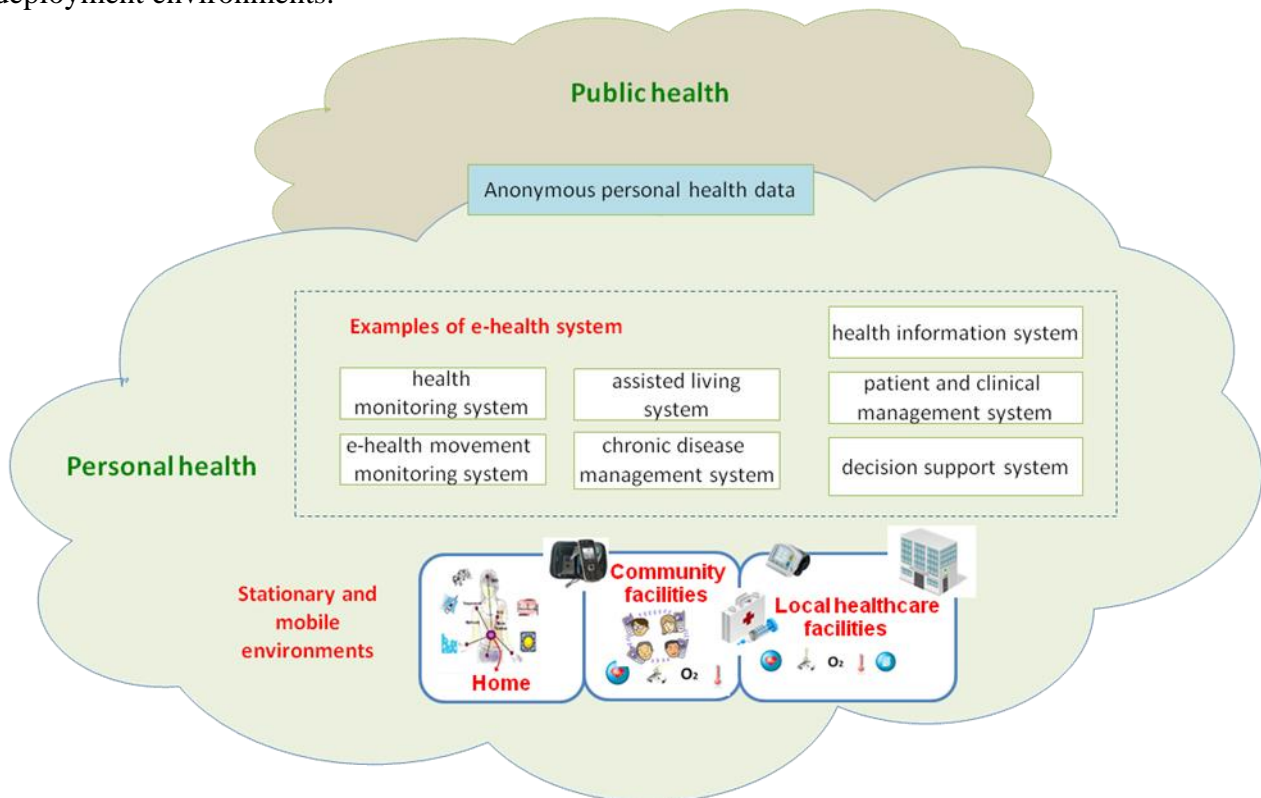 deployment environments.
Public health
Anonymous personal health data
Examples of e-health system
health information system
health
monitoring system
assisted living
system
patient and clinical
management system
e-health movement
monitoring system
chronic disease
management system
decision support system
Personal health
Stationary and
mobile
environments
Home
Community
facilities
O2
Local healthcare
facilities
O2